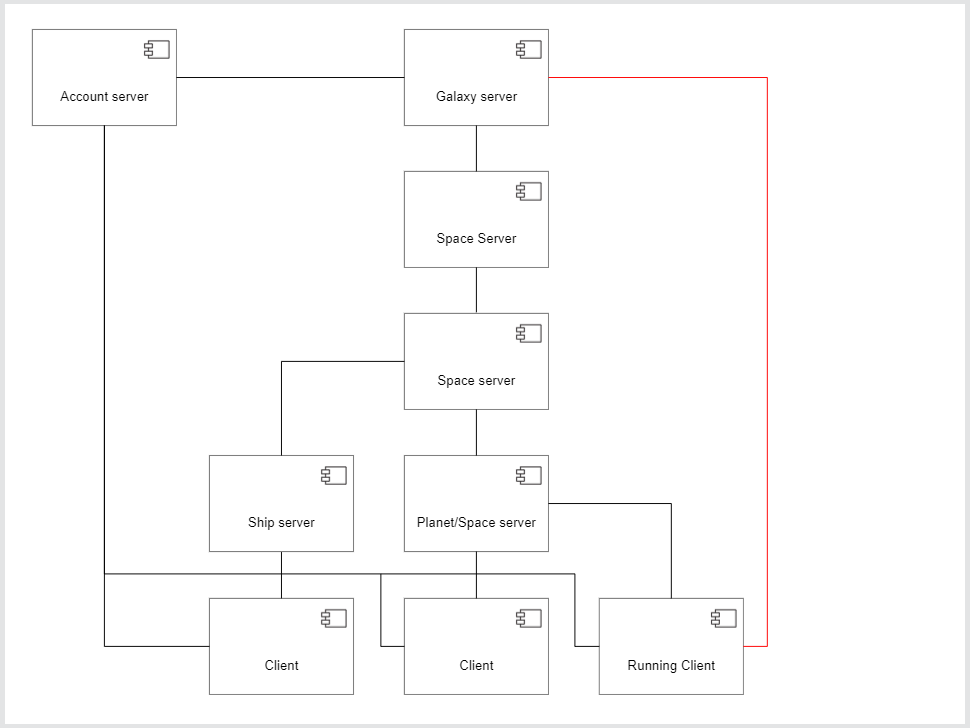 Account server
Galaxy server
Space Server
Space server
Ship server
Planet/Space server
Client
Client
Running Client